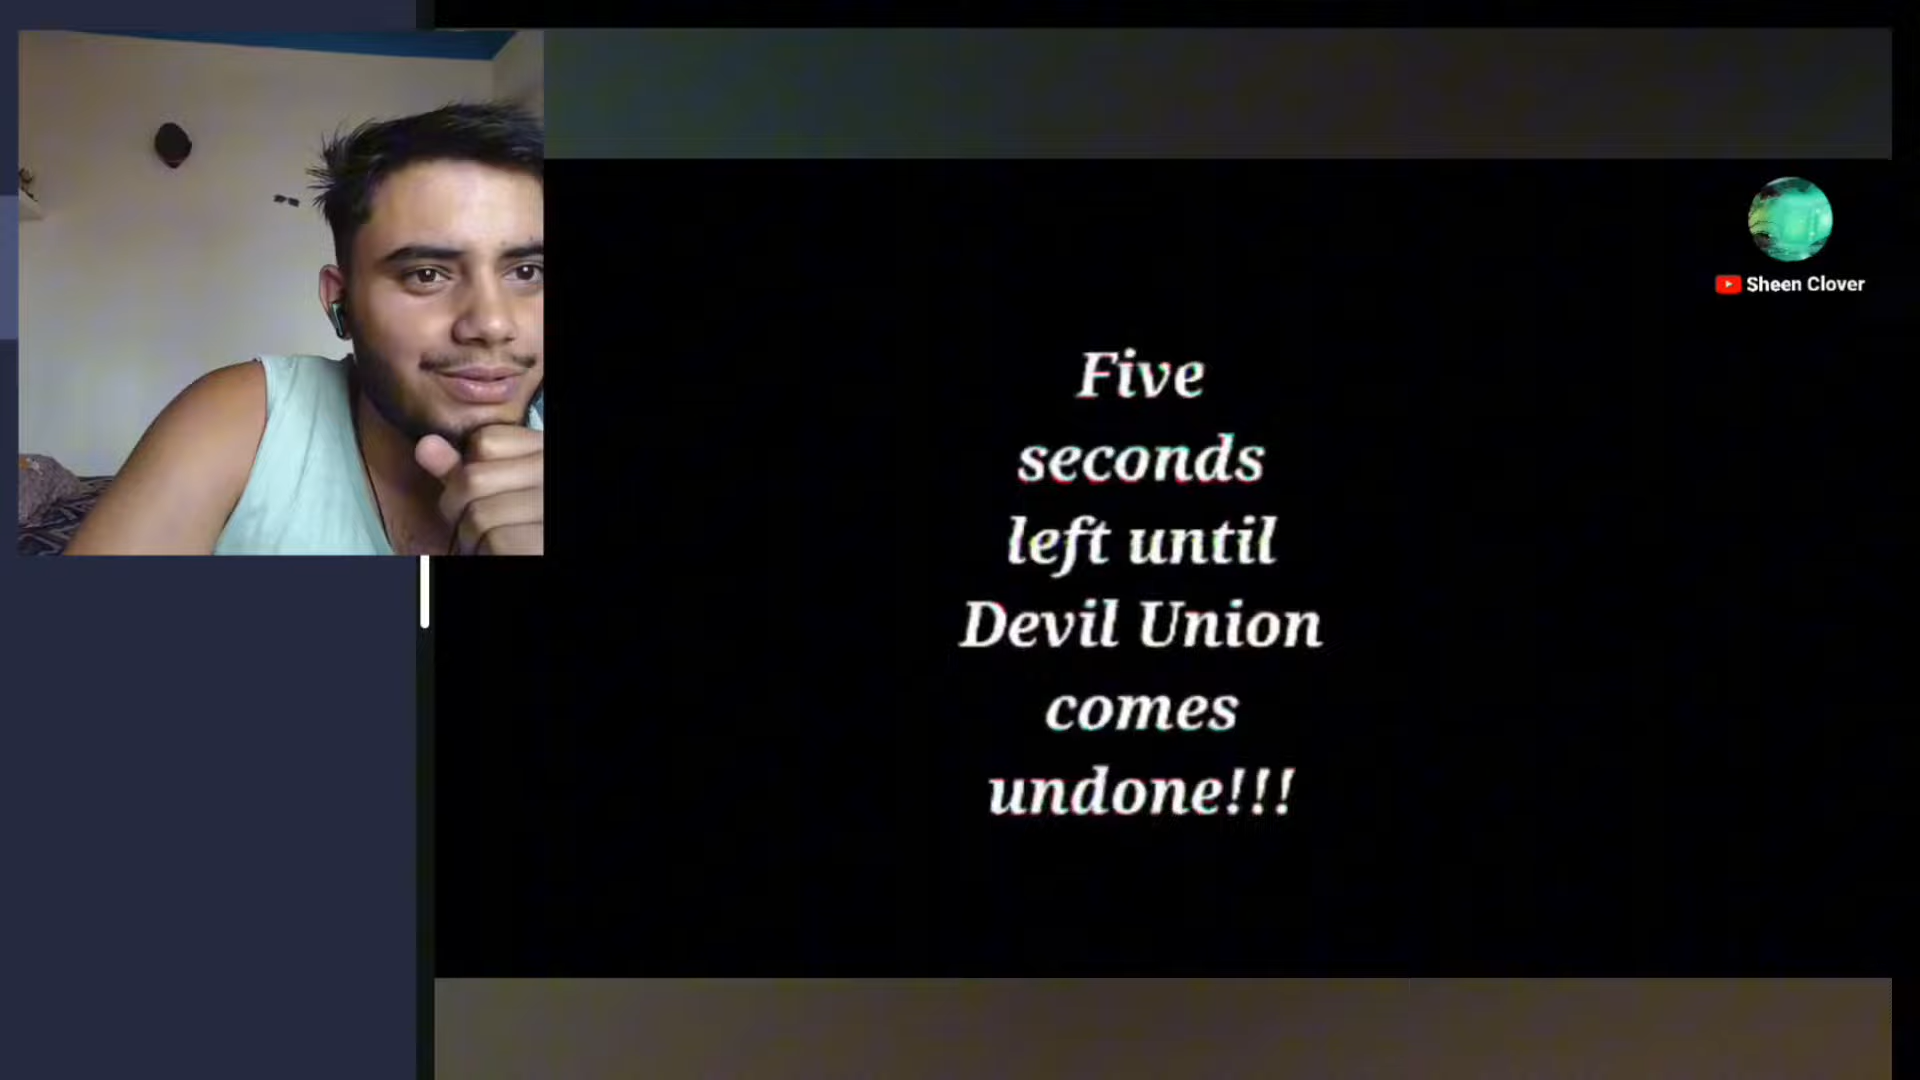 Sheen Clover
Five
seconds
left until
Devil Union
comes
undone!!!